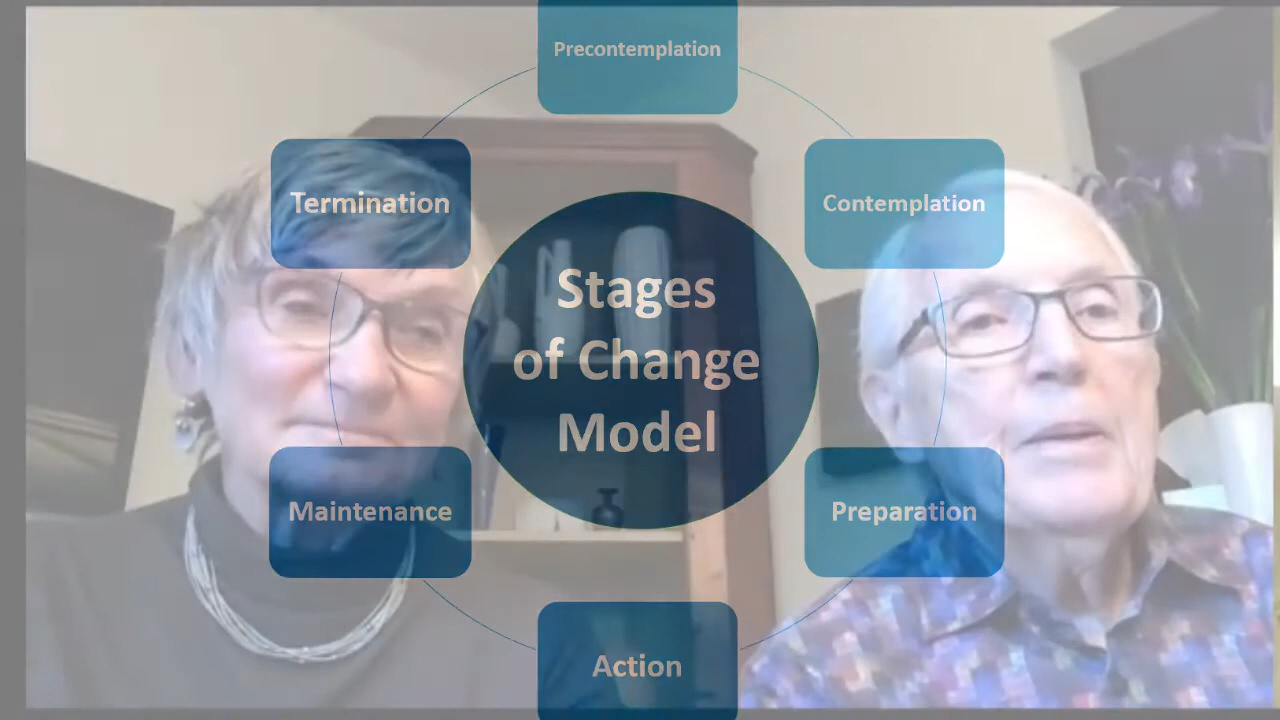 Precontemplation
Termination
Contemplation
Stages
of Change
Model
Maintenance
Preparation
Action